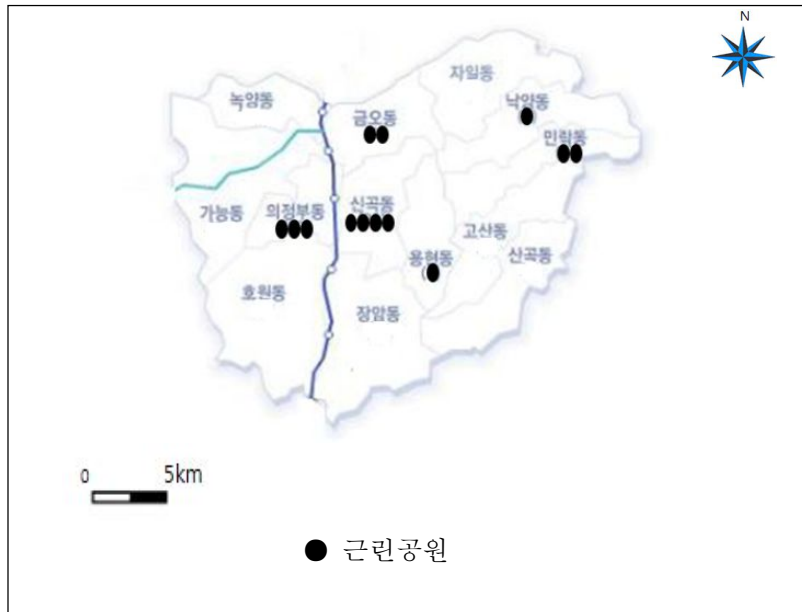 N
자일동
녹양동
낙양동
금오동
민락동
가능동
의정부동
신곡동
고산동
용현동
산곡동
호원동
장암동
0 5km
근린공원